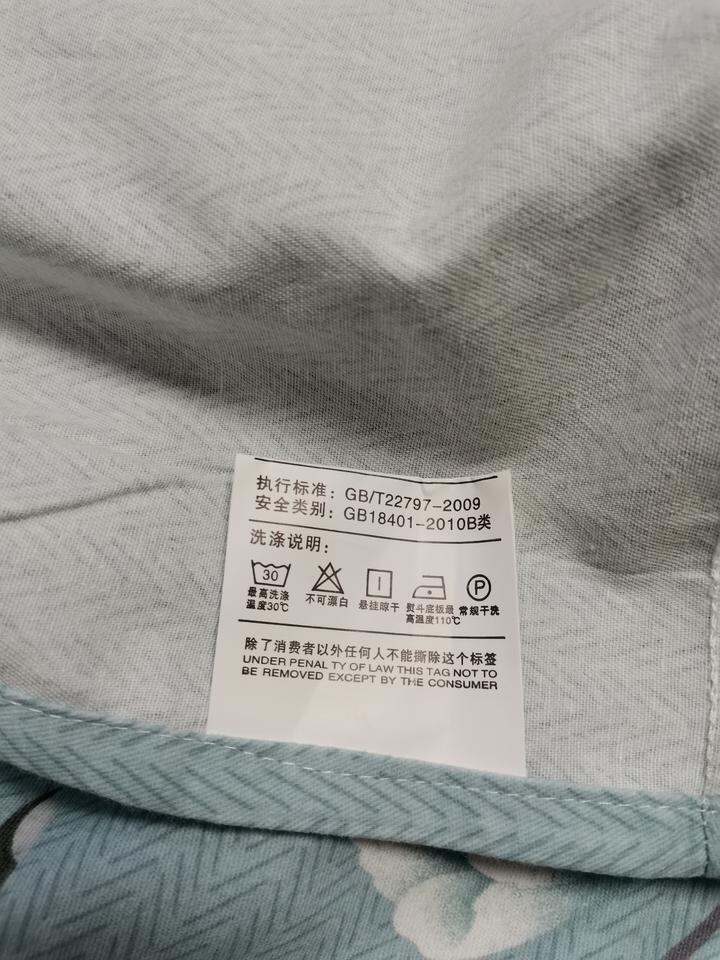 执行标准：GB/T22797-2009
安全类别：GB18401-2010B类
洗涤说明：
30
P
最高洗涤 不可漂白 悬挂晾干 熨斗底板最 常规干洗
温度30℃ 高温度110℃
除了消费者以外任何人不能撕除这个标签
UNDER PENAL TY OF LAW THIS TAG NOT TO
BE REMOVED EXCEPT BY THE CONSUMER